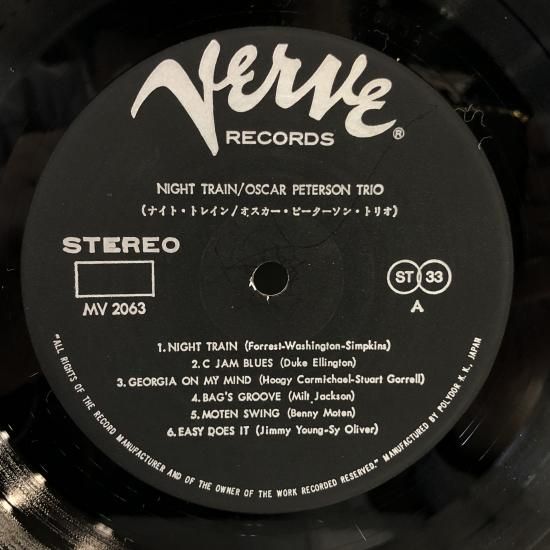 Verve
RECORDS ®
NIGHT TRAIN/OSCAR PETERSON TRIO
(ナイト・トレイン/オスカー・ピーターソン・トリオ)
STEREO
MV 2063
ST 33
A
1. NIGHT TRAIN (Forrest-Washington-Simpkins)
2. C JAM BLUES (Duke Ellington)
3. GEORGIA ON MY MIND (Hoagy Carmichael-Stuart Gorrell)
4. BAG'S GROOVE (Milt Jackson)
5. MOTEN SWING (Benny Moten)
6. EASY DOES IT (Jimmy Young-Sy Oliver)
"ALL RIGHTS OF THE RECORD MANUFACTURER AND OF THE OWNER OF THE WORK RECORDED RESERVED." MANUFACTURED BY POLYDOR K. K., JAPAN